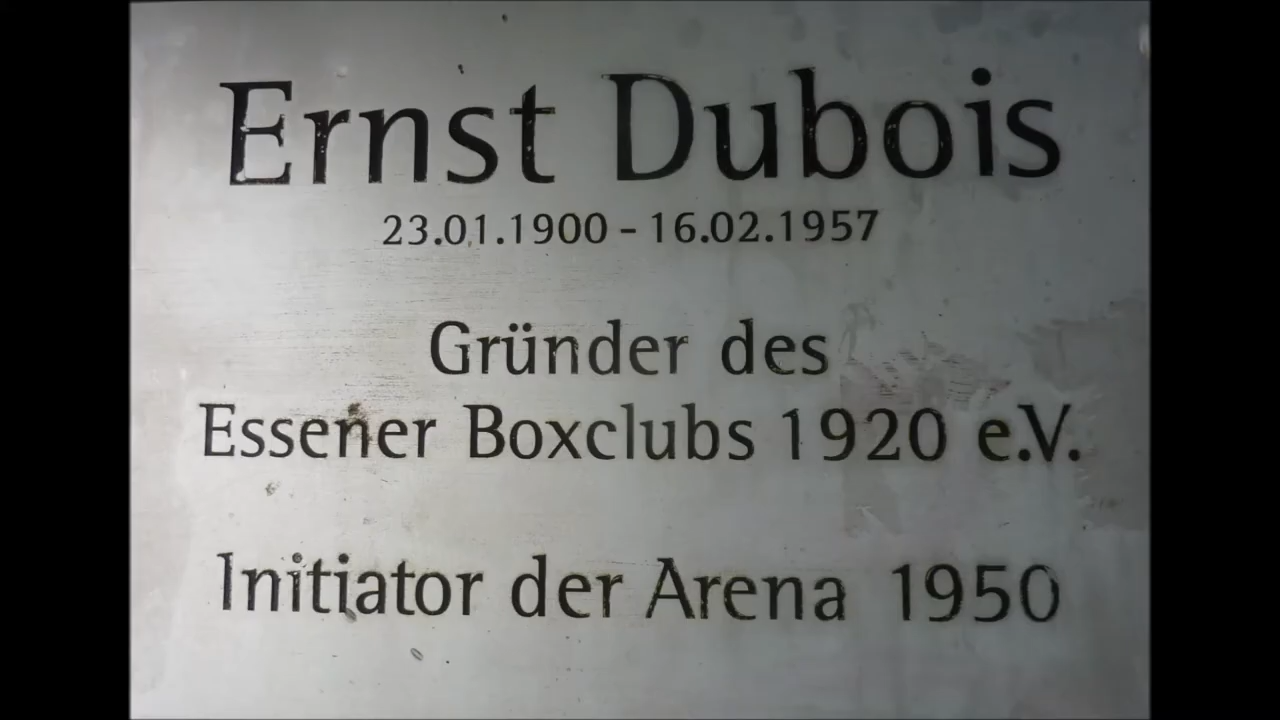 Ernst Dubois
23.01.1900 – 16.02.1957
Gründer des
Essener Boxclubs 1920 e.V.
Initiator der Arena 1950